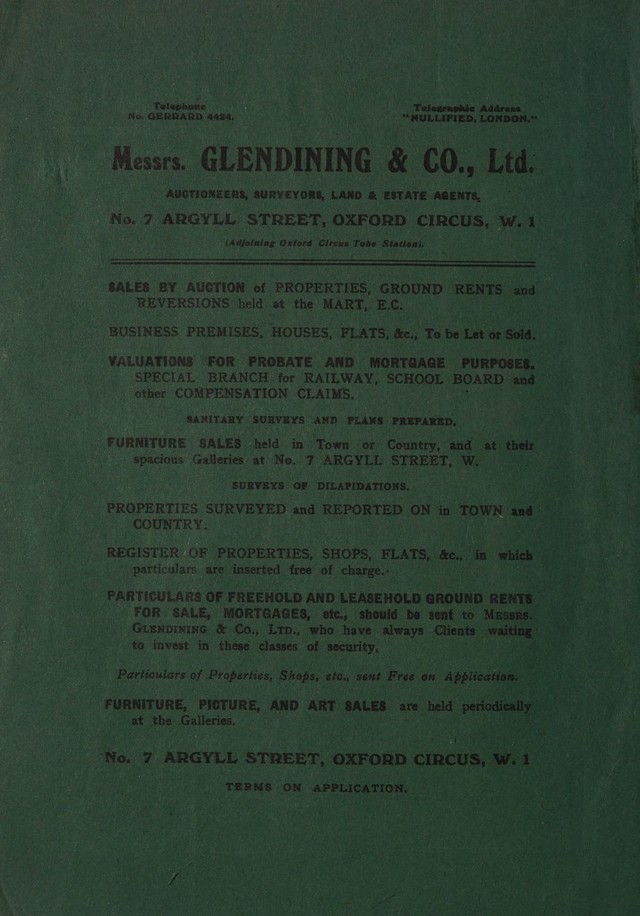 Telephone
No. GERRARD 4424.
Telegraphic Address
"NULLIFIED, LONDON."
Messrs. GLENDINING & CO., Ltd.
AUCTIONEERS, SURVEYORS, LAND & ESTATE AGENTS,
No. 7 ARGYLL STREET, OXFORD CIRCUS, W. 1
(Adjoining Oxford Circus Tube Station).
SALES BY AUCTION of PROPERTIES, GROUND RENTS and
REVERSIONS held at the MART, E.C.
BUSINESS PREMISES, HOUSES, FLATS, &c., To be Let or Sold.
VALUATIONS FOR PROBATE AND MORTGAGE PURPOSES.
SPECIAL BRANCH for RAILWAY, SCHOOL BOARD and
other COMPENSATION CLAIMS.
SANITARY SURVEYS AND PLANS PREPARED.
FURNITURE SALES held in Town or Country, and at their
spacious Galleries at No. 7 ARGYLL STREET, W.
SURVEYS OF DILAPIDATIONS.
PROPERTIES SURVEYED and REPORTED ON in TOWN and
COUNTRY.
REGISTER OF PROPERTIES, SHOPS, FLATS, &c., in which
particulars are inserted free of charge.
PARTICULARS OF FREEHOLD AND LEASEHOLD GROUND RENTS
FOR SALE, MORTGAGES, etc., should be sent to MESSRS.
GLENDINING & CO., LTD., who have always Clients waiting
to invest in these classes of security.
Particulars of Properties, Shops, etc., sent Free on Application.
FURNITURE, PICTURE, AND ART SALES are held periodically
at the Galleries.
No. 7 ARGYLL STREET, OXFORD CIRCUS, W. 1
TERMS ON APPLICATION.